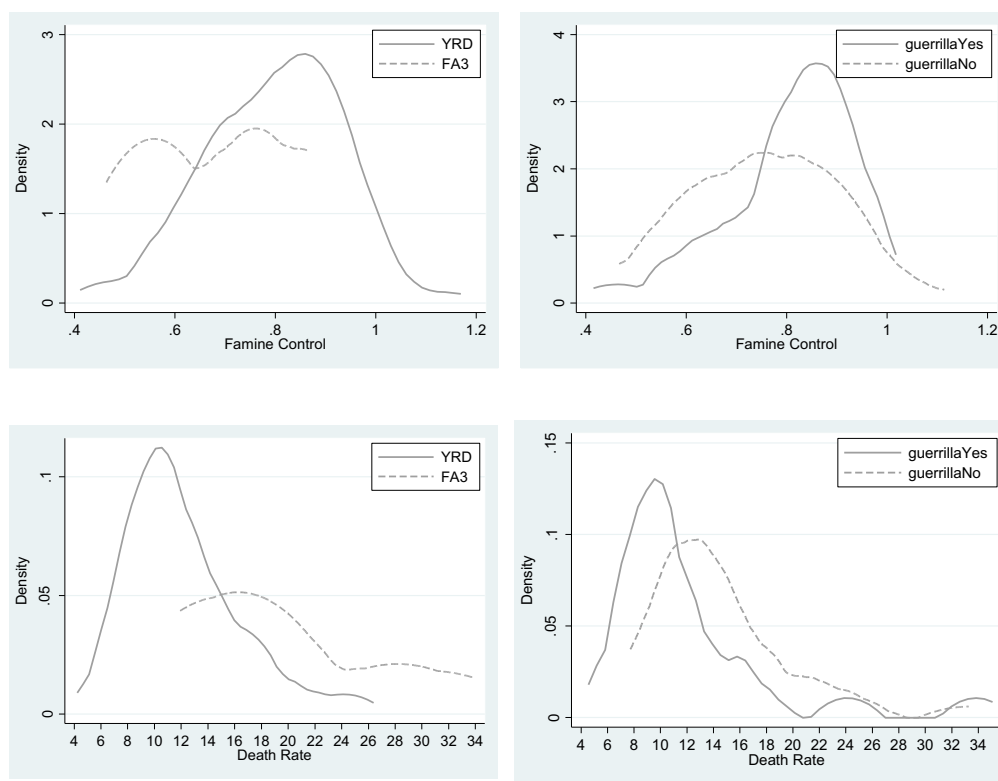 YRD
FA3
Density
0 1 2 3
.4 .6 .8 1 1.2
Famine Control
guerrillaYes
guerrillaNo
Density
0 1 2 3 4
.4 .6 .8 1 1.2
Famine Control
YRD
FA3
Density
0 .05 .1
4 6 8 10 12 14 16 18 20 22 24 26 28 30 32 34
Death Rate
guerrillaYes
guerrillaNo
Density
0 .05 .1 .15
4 6 8 10 12 14 16 18 20 22 24 26 28 30 32 34
Death Rate